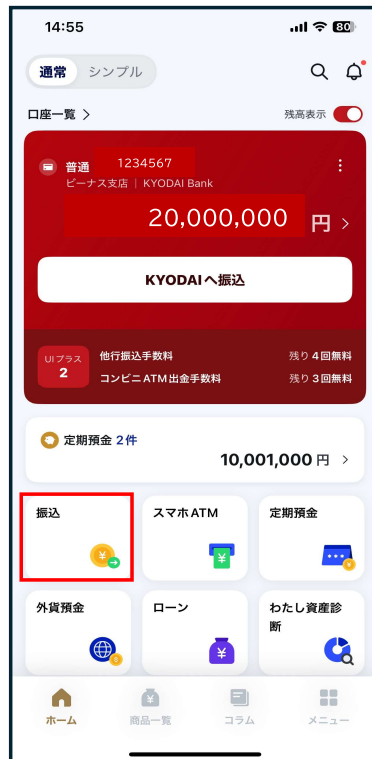 14:55
80
通常 シンプル
口座一覧 >
残高表示
普通 1234567
ビーナス支店 | KYODAI Bank
20,000,000 円 >
KYODAIへ振込
UIプラス
2
他行振込手数料 残り4回無料
コンビニATM出金手数料 残り3回無料
定期預金 2件
10,001,000 円 >
振込 スマホATM 定期預金
外貨預金 ローン わたし資産診
断
ホーム 商品一覧 コラム メニュー